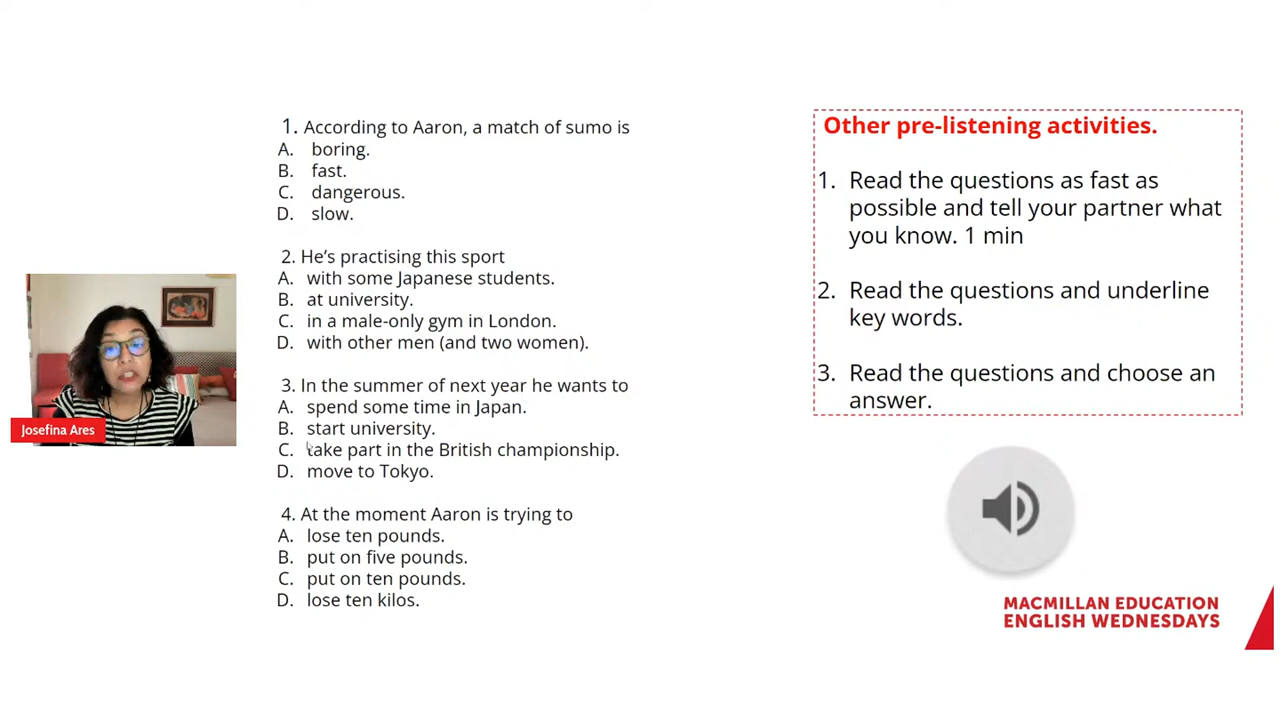 1. According to Aaron, a match of sumo is
A. boring.
B. fast.
C. dangerous.
D. slow.
2. He's practising this sport
A. with some Japanese students.
B. at university.
C. in a male-only gym in London.
D. with other men (and two women).
3. In the summer of next year he wants to
A. spend some time in Japan.
B. start university.
C. take part in the British championship.
D. move to Tokyo.
4. At the moment Aaron is trying to
A. lose ten pounds.
B. put on five pounds.
C. put on ten pounds.
D. lose ten kilos.
Other pre-listening activities.
1. Read the questions as fast as
possible and tell your partner what
you know. 1 min
2. Read the questions and underline
key words.
3. Read the questions and choose an
answer.
Josefina Ares
MACMILLAN EDUCATION
ENGLISH WEDNESDAYS